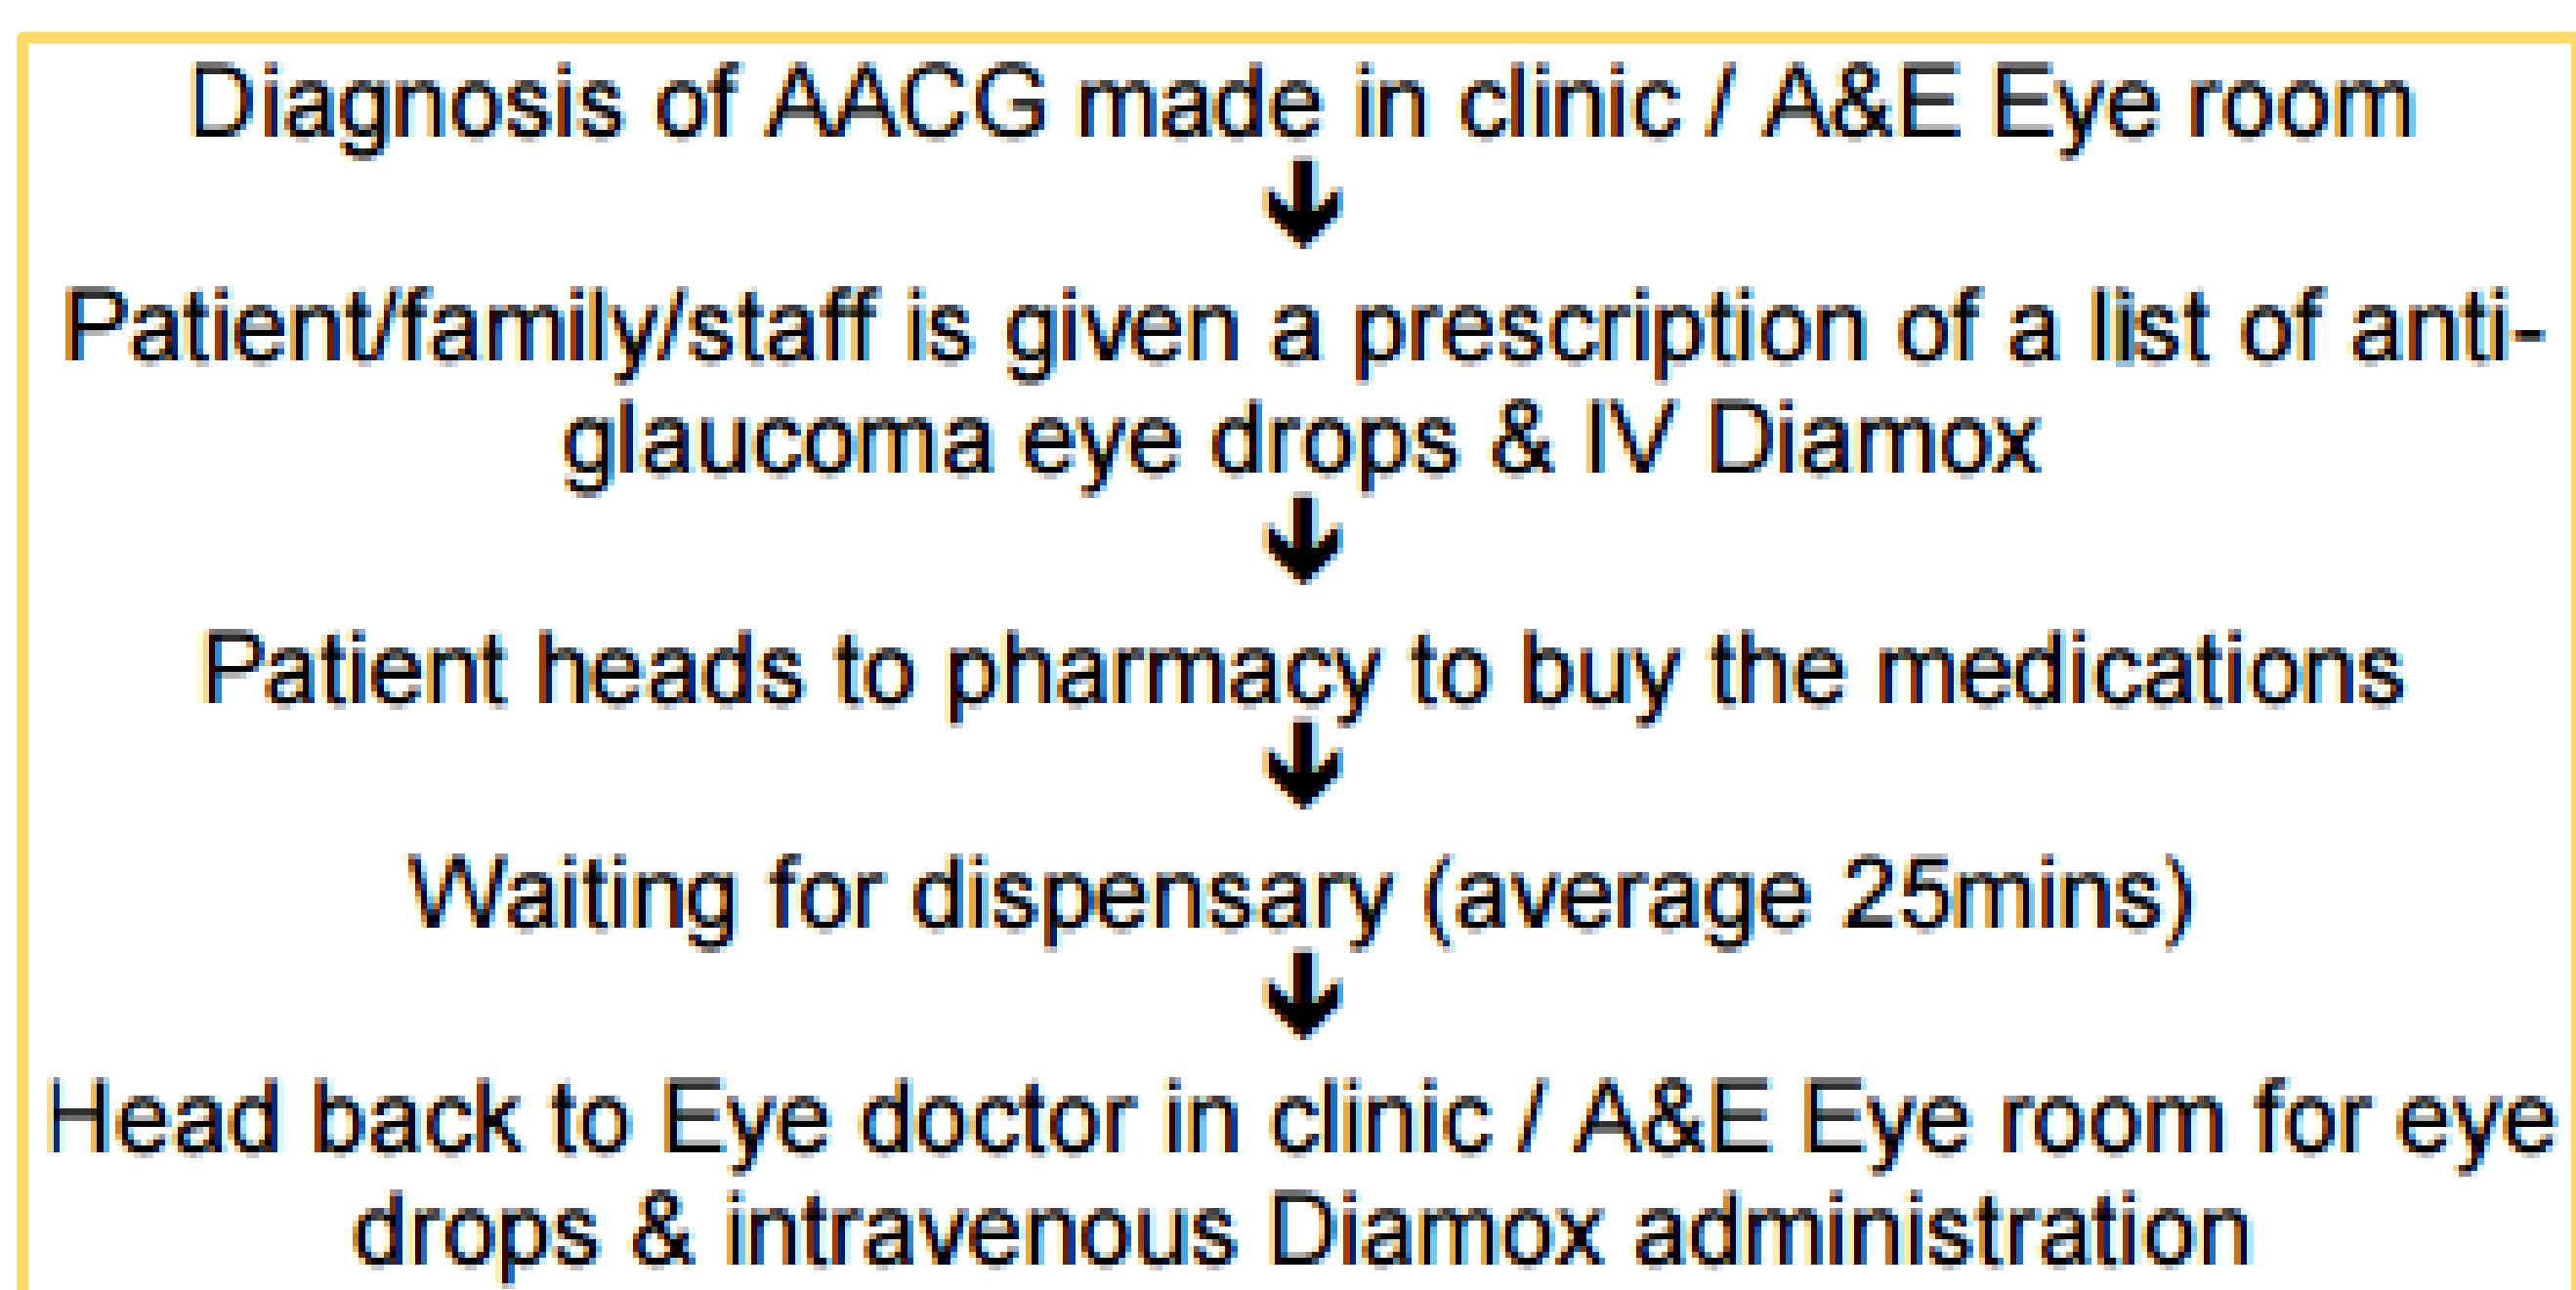 Diagnosis of AACG made in clinic / A&E Eye room
Patient/family/staff is given a prescription of a list of anti-
glaucoma eye drops & IV Diamox
Patient heads to pharmacy to buy the medications
Waiting for dispensary (average 25mins)
Head back to Eye doctor in clinic / A&E Eye room for eye
drops & intravenous Diamox administration